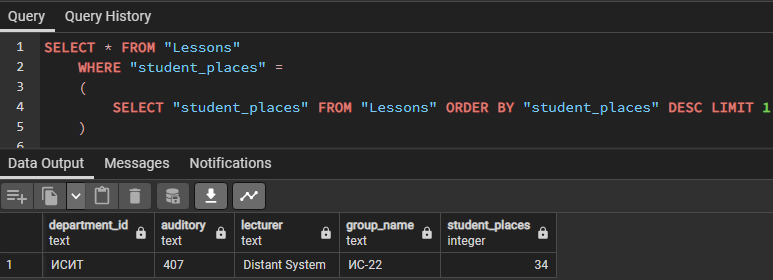 Query Query History
1 SELECT * FROM "Lessons"
2 WHERE "student_places" =
3 (
4 SELECT "student_places" FROM "Lessons" ORDER BY "student_places" DESC LIMIT 1
5 )
6
Data Output Messages Notifications
department_id auditory lecturer group_name student_places
text text text text integer
1 ИСИТ 407 Distant System ИС-22 34